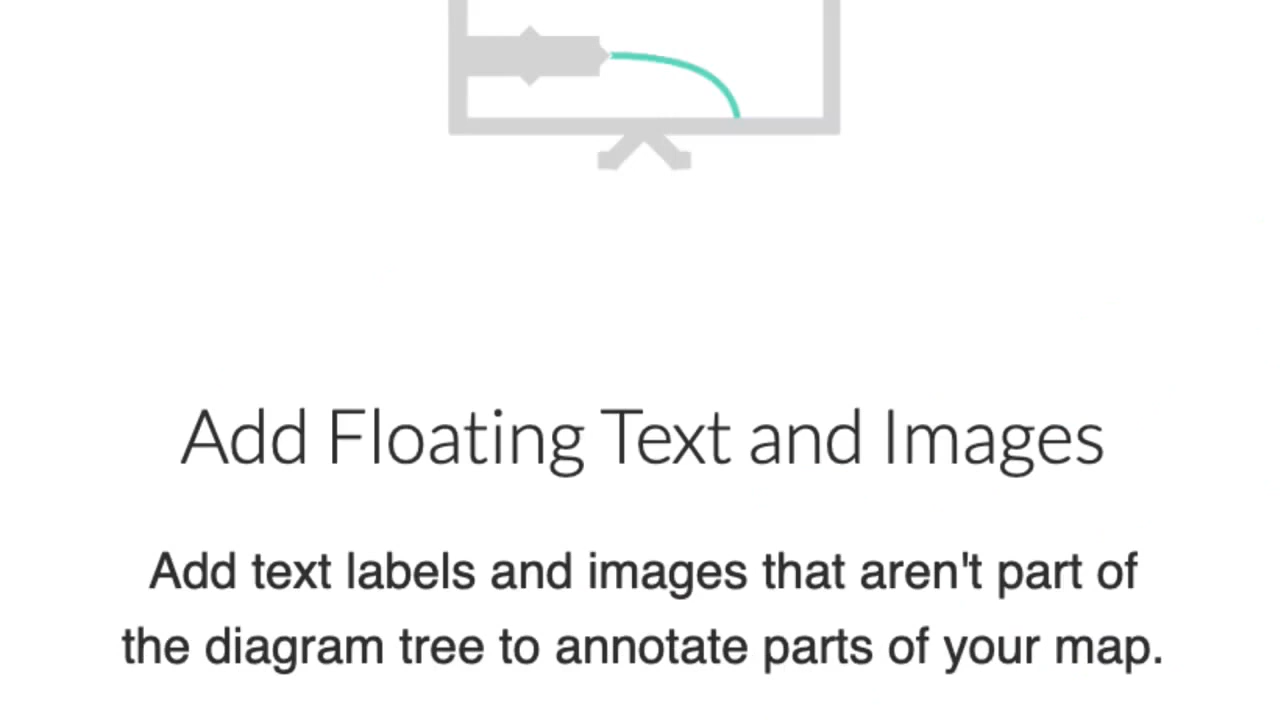 Add Floating Text and Images
Add text labels and images that aren't part of
the diagram tree to annotate parts of your map.